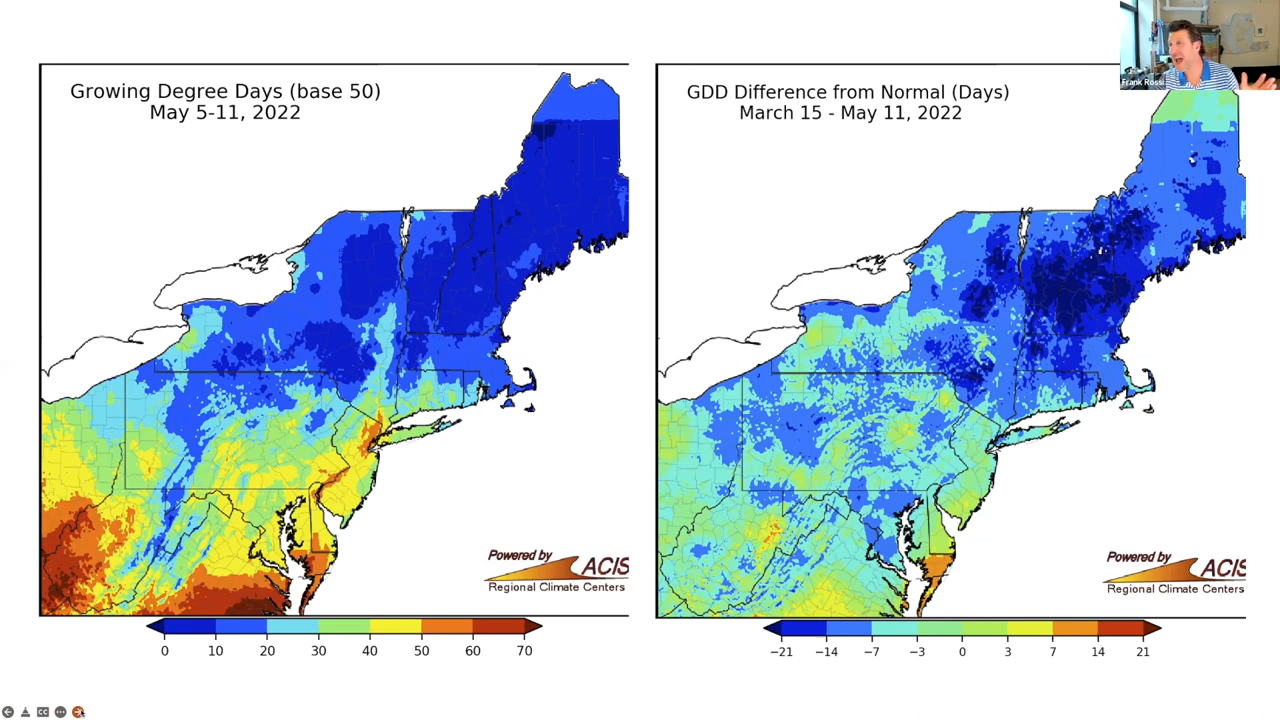 Growing Degree Days (base 50)
May 5-11, 2022
Powered by
ACIS
Regional Climate Centers
0 10 20 30 40 50 60 70
GDD Difference from Normal (Days)
March 15 - May 11, 2022
Powered by
ACIS
Regional Climate Centers
−21 −14 −7 −3 0 3 7 14 21
Frank Rossi
CC